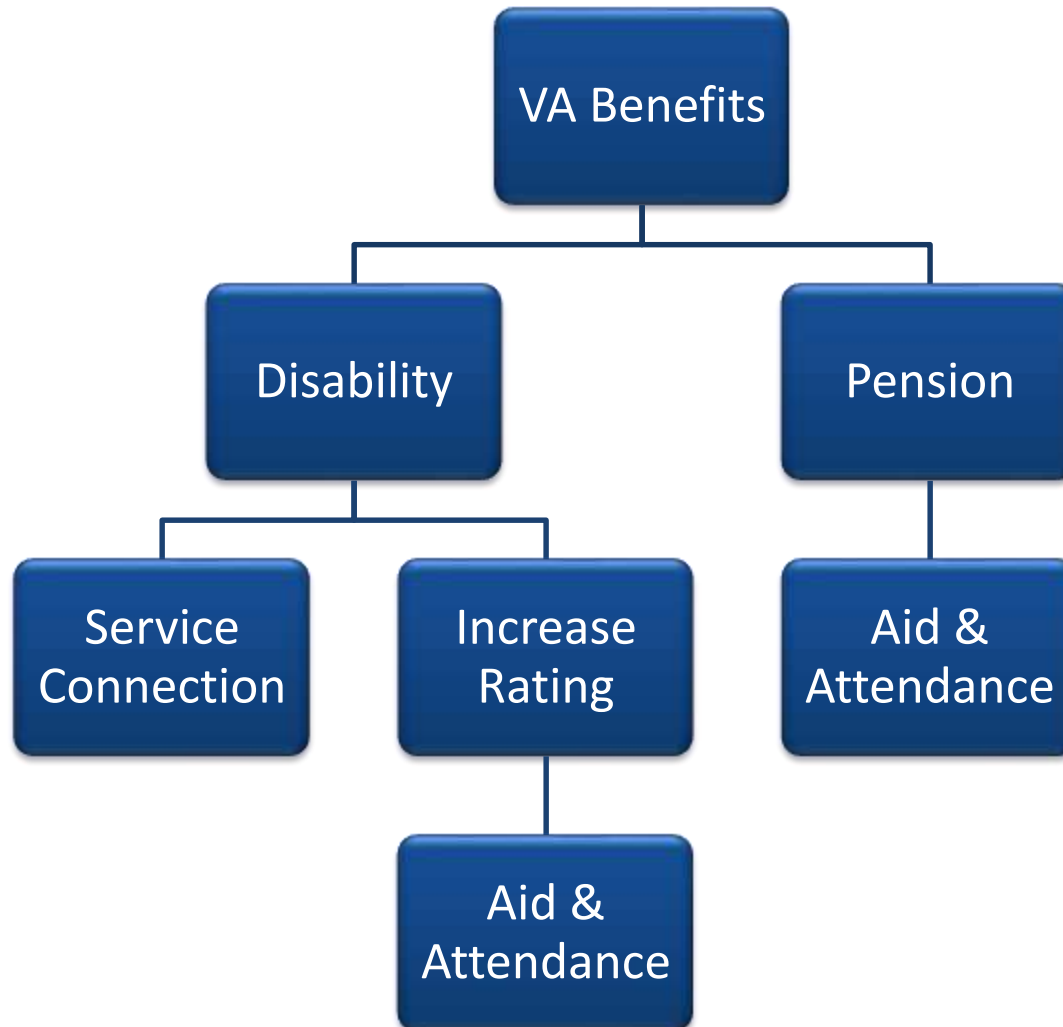 VA Benefits
Disability
Pension
Service
Connection
Increase
Rating
Aid &
Attendance
Aid &
Attendance